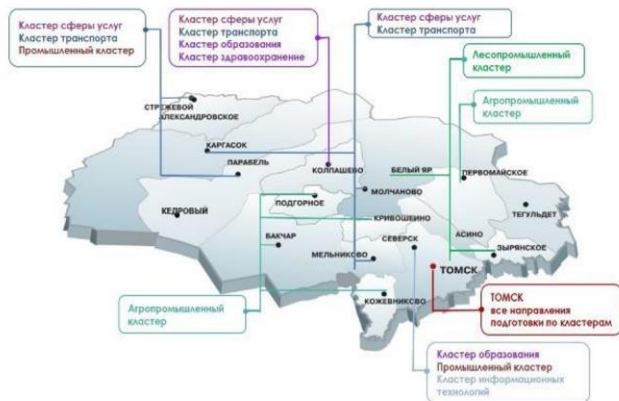 Кластер сферы услуг
Кластер транспорта
Промышленный кластер
Кластер сферы услуг
Кластер транспорта
Кластер образования
Кластер здравоохранение
Кластер сферы услуг
Кластер транспорта
Лесопромышленный
кластер
Агропромышленный
кластер
СТРЕЖЕВОЙ
АЛЕКСАНДРОВСКОЕ
КАРГАСОК
ПАРАБЕЛЬ
КОЛПАШЕВО
БЕЛЫЙ ЯР
ПЕРВОМАЙСКОЕ
МОЛЧАНОВО
ПОДГОРНОЕ
КЕДРОВЫЙ
КРИВОШЕИНО
ТЕГУЛЬДЕТ
АСИНО
БАКЧАР
СЕВЕРСК
ЗЫРЯНСКОЕ
МЕЛЬНИКОВО
ТОМСК
КОЖЕВНИКОВО
Агропромышленный
кластер
ТОМСК
все направления
подготовки по кластерам
Кластер образования
Промышленный кластер
Кластер информационных
технологий